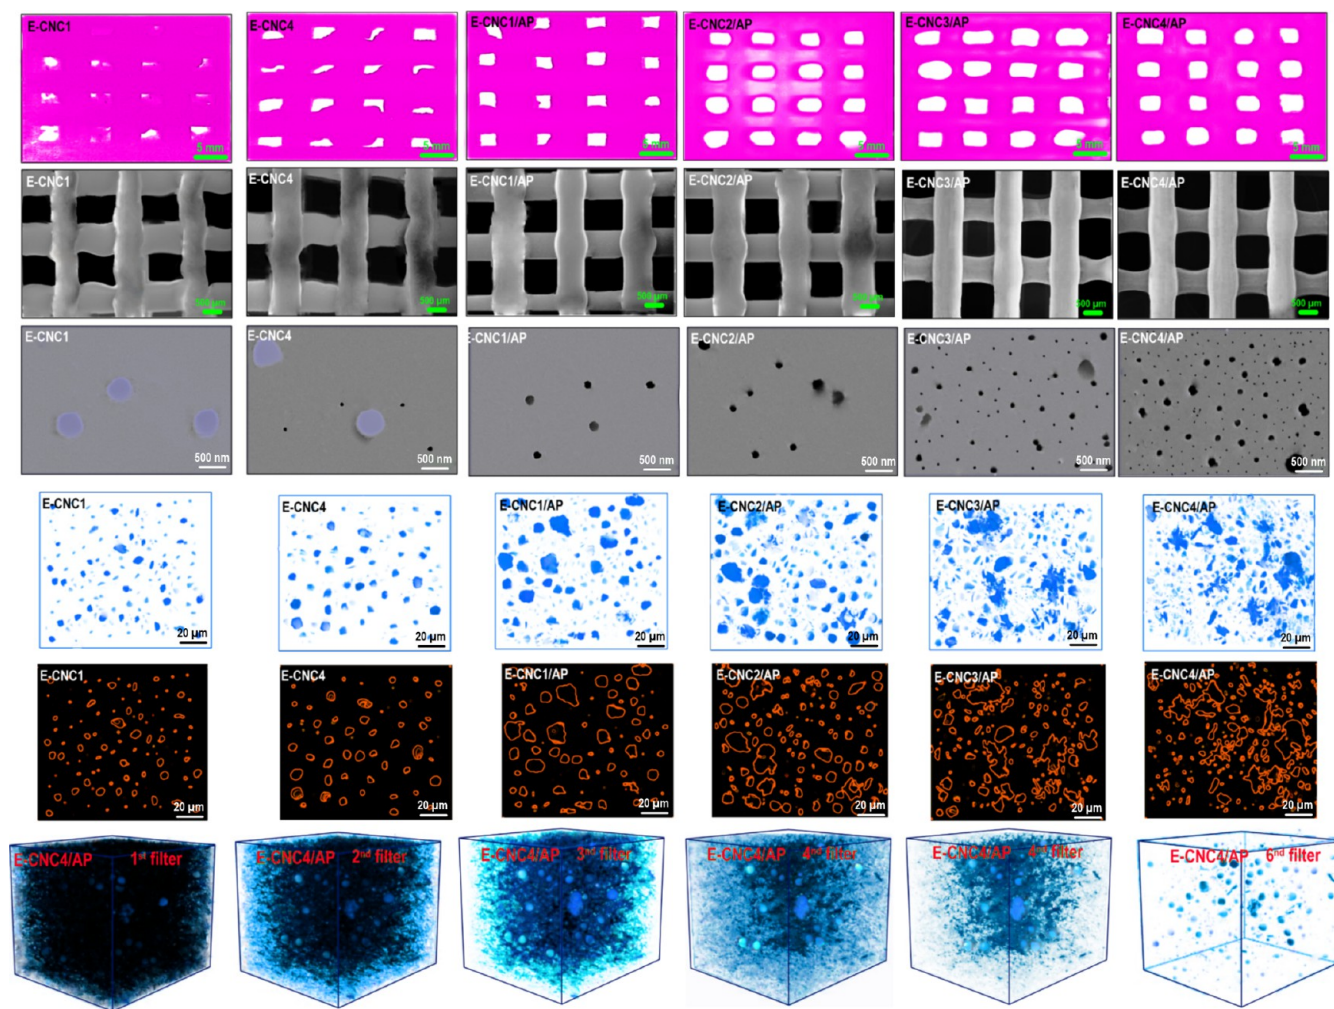 E-CNC1 E-CNC4 E-CNC1/AP E-CNC2/AP E-CNC3/AP E-CNC4/AP
5 mm 5 mm 5 mm 5 mm 5 mm 5 mm
E-CNC1 E-CNC4 E-CNC1/AP E-CNC2/AP E-CNC3/AP E-CNC4/AP
500 µm 500 µm 500 µm 500 µm 500 µm 500 µm
E-CNC1 E-CNC4 E-CNC1/AP E-CNC2/AP E-CNC3/AP E-CNC4/AP
500 nm 500 nm 500 nm 500 nm 500 nm 500 nm
E-CNC1 E-CNC4 E-CNC1/AP E-CNC2/AP E-CNC3/AP E-CNC4/AP
20 µm 20 µm 20 µm 20 µm 20 µm 20 µm
E-CNC1 E-CNC4 E-CNC1/AP E-CNC2/AP E-CNC3/AP E-CNC4/AP
20 µm 20 µm 20 µm 20 µm 20 µm 20 µm
E-CNC4/AP 1st filter E-CNC4/AP 2nd filter E-CNC4/AP 3nd filter E-CNC4/AP 4nd filter E-CNC4/AP 4nd filter E-CNC4/AP 6nd filter